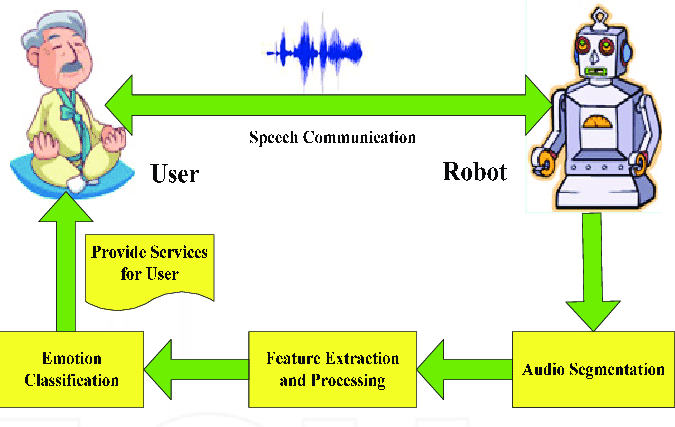 Speech Communication
User
Robot
Provide Services
for User
Emotion
Classification
Feature Extraction
and Processing
Audio Segmentation